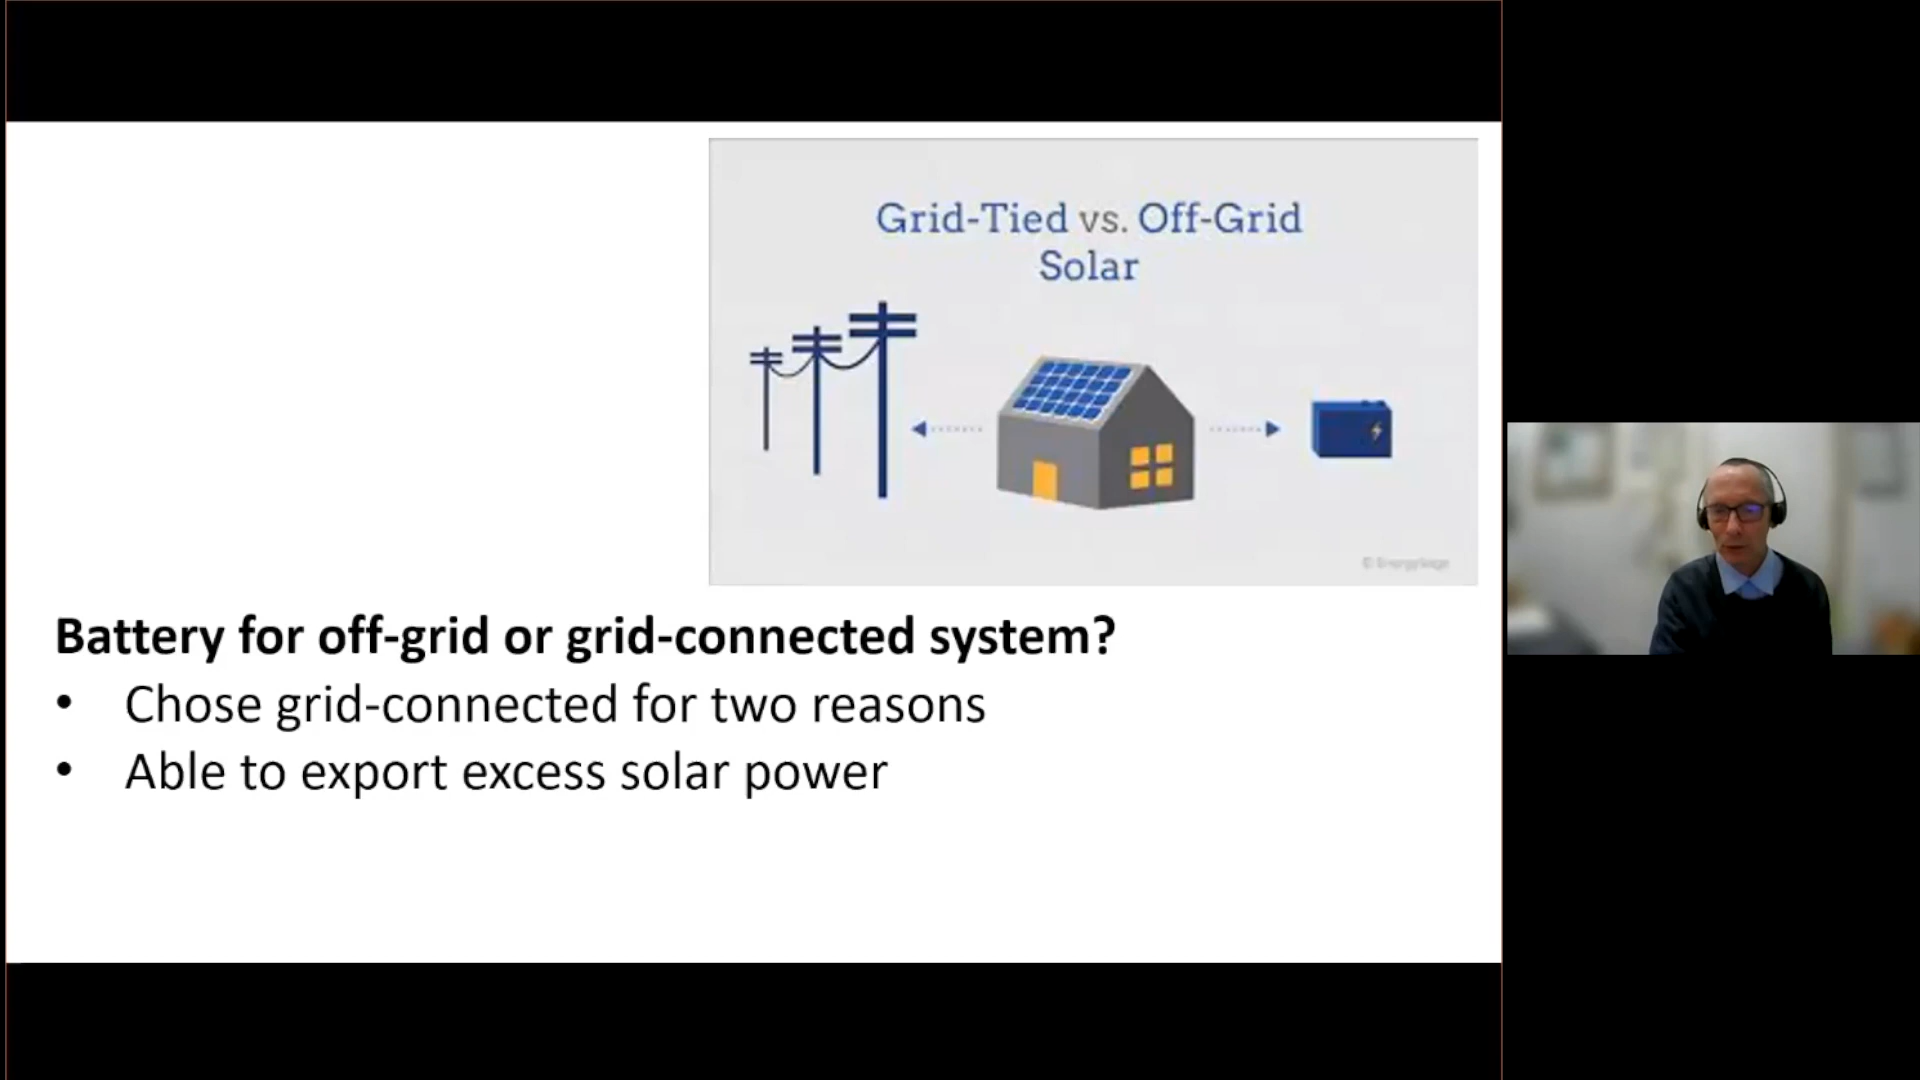 Grid-Tied vs. Off-Grid
Solar
© EnergySage
Battery for off-grid or grid-connected system?
• Chose grid-connected for two reasons
• Able to export excess solar power